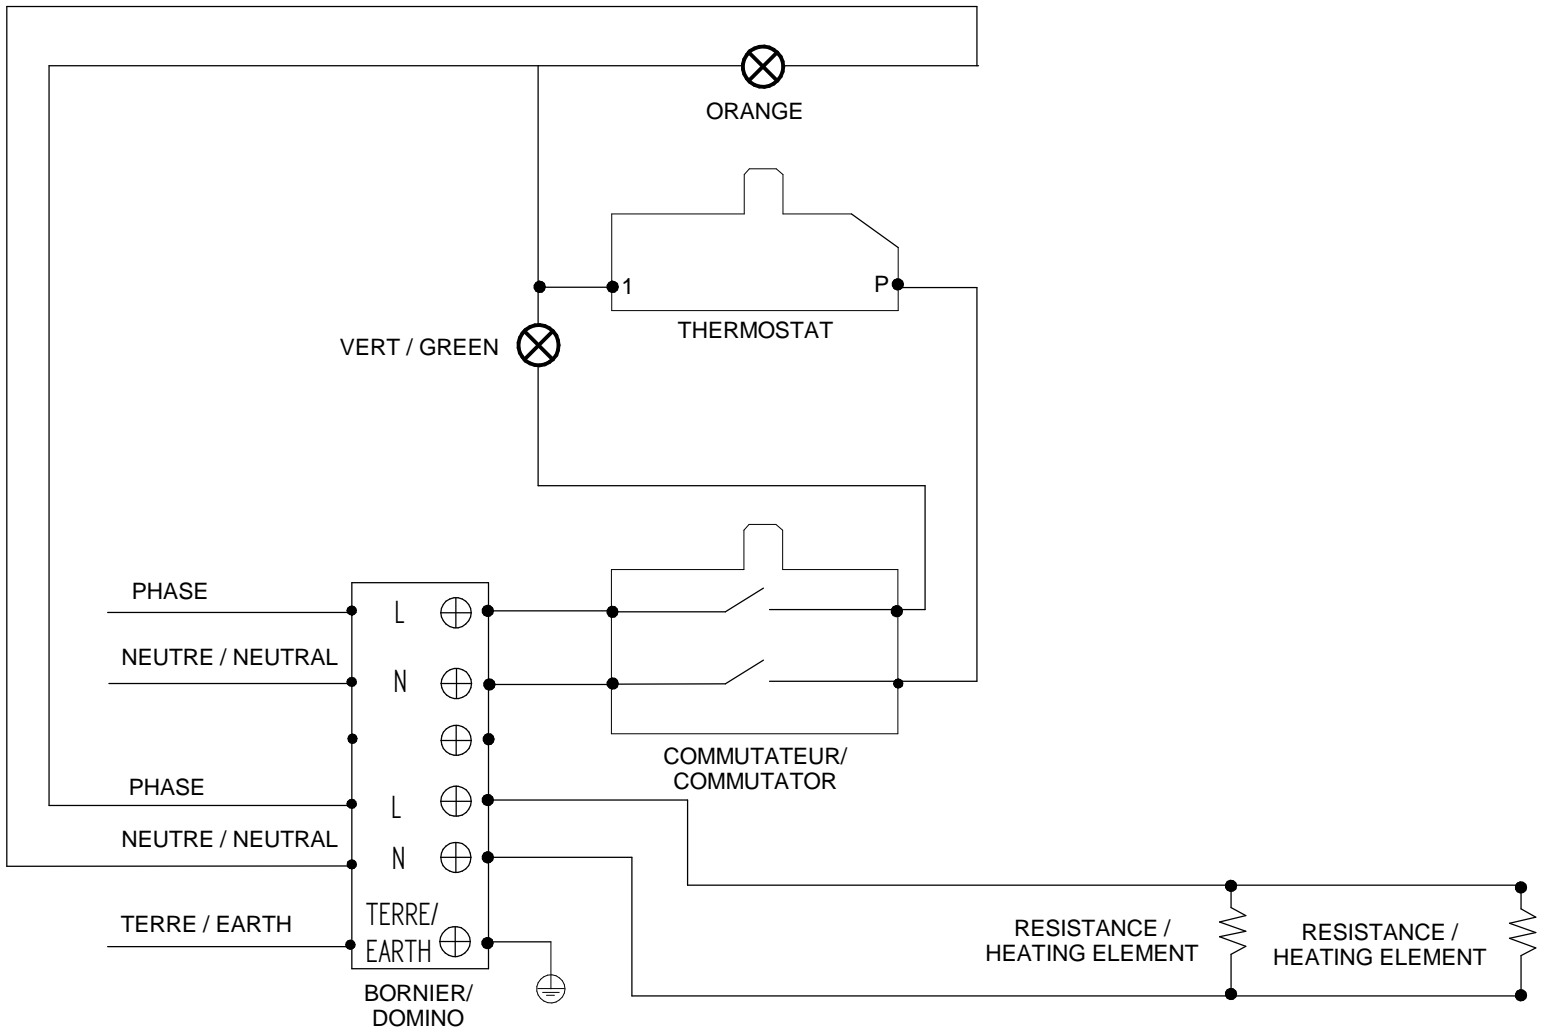 ORANGE
1
P
THERMOSTAT
VERT / GREEN
PHASE
L
NEUTRE / NEUTRAL
N
COMMUTATEUR/
COMMUTATOR
PHASE
L
NEUTRE / NEUTRAL
N
TERRE / EARTH
TERRE/
EARTH
BORNIER/
DOMINO
RESISTANCE /
HEATING ELEMENT
RESISTANCE /
HEATING ELEMENT